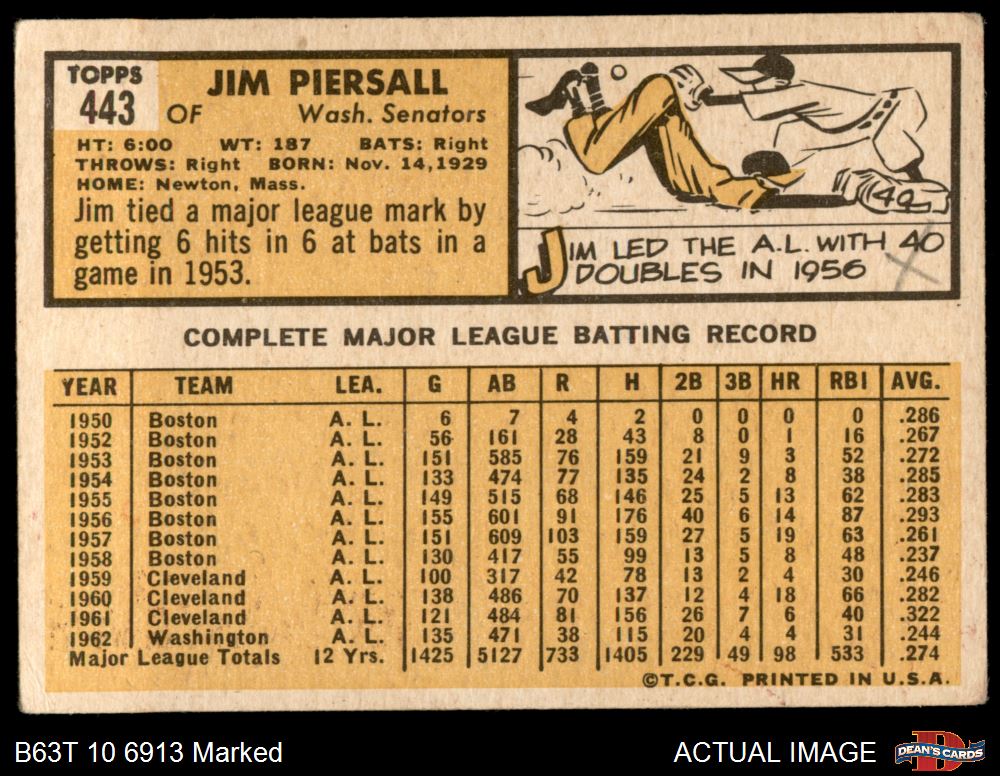 TOPPS
443
JIM PIERSALL
OF Wash. Senators
HT: 6:00 WT: 187 BATS: Right
THROWS: Right BORN: Nov. 14, 1929
HOME: Newton, Mass.
Jim tied a major league mark by
getting 6 hits in 6 at bats in a
game in 1953.
49
JIM LED THE A.L. WITH 40
DOUBLES IN 1956
COMPLETE MAJOR LEAGUE BATTING RECORD
YEAR TEAM LEA. G AB R H 2B 3B HR RBI AVG.
1950 Boston A. L. 6 7 4 2 0 0 0 0 .286
1952 Boston A. L. 56 161 28 43 8 0 1 16 .267
1953 Boston A. L. 151 585 76 159 21 9 3 52 .272
1954 Boston A. L. 133 474 77 135 24 2 8 38 .285
1955 Boston A. L. 149 515 68 146 25 5 13 62 .283
1956 Boston A. L. 155 601 91 176 40 6 14 87 .293
1957 Boston A. L. 151 609 103 159 27 5 19 63 .261
1958 Boston A. L. 130 417 55 99 13 5 8 48 .237
1959 Cleveland A. L. 100 317 42 78 13 2 4 30 .246
1960 Cleveland A. L. 138 486 70 137 12 4 18 66 .282
1961 Cleveland A. L. 121 484 81 156 26 7 6 40 .322
1962 Washington A. L. 135 471 38 115 20 4 4 31 .244
Major League Totals 12 Yrs. 1425 5127 733 1405 229 49 98 533 .274
©T.C.G. PRINTED IN U.S.A.
B63T 10 6913 Marked
ACTUAL IMAGE
DEAN'S CARDS